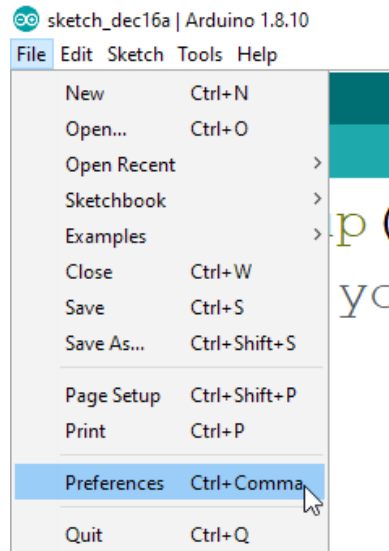 sketch_dec16a | Arduino 1.8.10
File Edit Sketch Tools Help
New Ctrl+N
Open... Ctrl+O
Open Recent
Sketchbook
Examples
Close Ctrl+W
Save Ctrl+S
Save As... Ctrl+Shift+S
Page Setup Ctrl+Shift+P
Print Ctrl+P
Preferences Ctrl+Comma
Quit Ctrl+Q